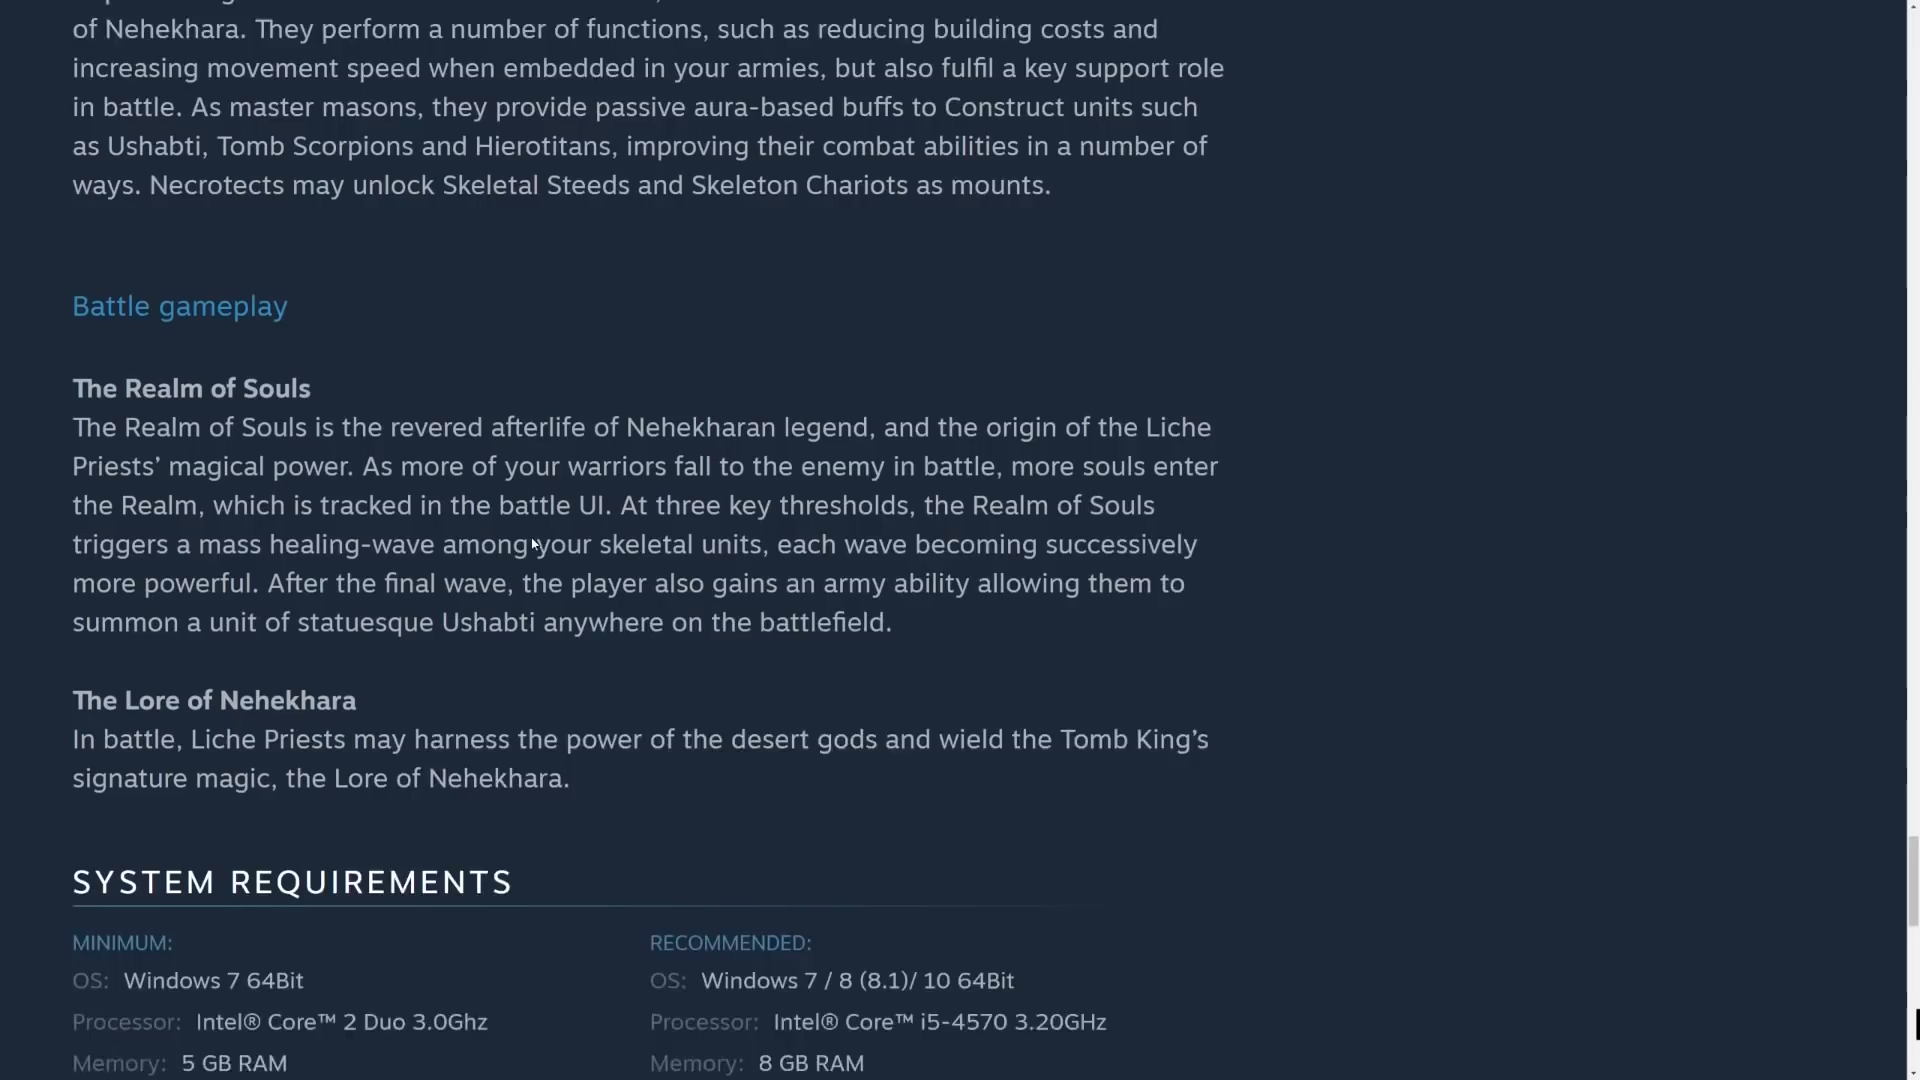 of Nehekhara. They perform a number of functions, such as reducing building costs and
increasing movement speed when embedded in your armies, but also fulfil a key support role
in battle. As master masons, they provide passive aura-based buffs to Construct units such
as Ushabti, Tomb Scorpions and Hierotitans, improving their combat abilities in a number of
ways. Necrotects may unlock Skeletal Steeds and Skeleton Chariots as mounts.
Battle gameplay
The Realm of Souls
The Realm of Souls is the revered afterlife of Nehekharan legend, and the origin of the Liche
Priests’ magical power. As more of your warriors fall to the enemy in battle, more souls enter
the Realm, which is tracked in the battle UI. At three key thresholds, the Realm of Souls
triggers a mass healing-wave among your skeletal units, each wave becoming successively
more powerful. After the final wave, the player also gains an army ability allowing them to
summon a unit of statuesque Ushabti anywhere on the battlefield.
The Lore of Nehekhara
In battle, Liche Priests may harness the power of the desert gods and wield the Tomb King’s
signature magic, the Lore of Nehekhara.
SYSTEM REQUIREMENTS
MINIMUM:
OS: Windows 7 64Bit
Processor: Intel® Core™ 2 Duo 3.0Ghz
Memory: 5 GB RAM
RECOMMENDED:
OS: Windows 7 / 8 (8.1)/ 10 64Bit
Processor: Intel® Core™ i5-4570 3.20GHz
Memory: 8 GB RAM